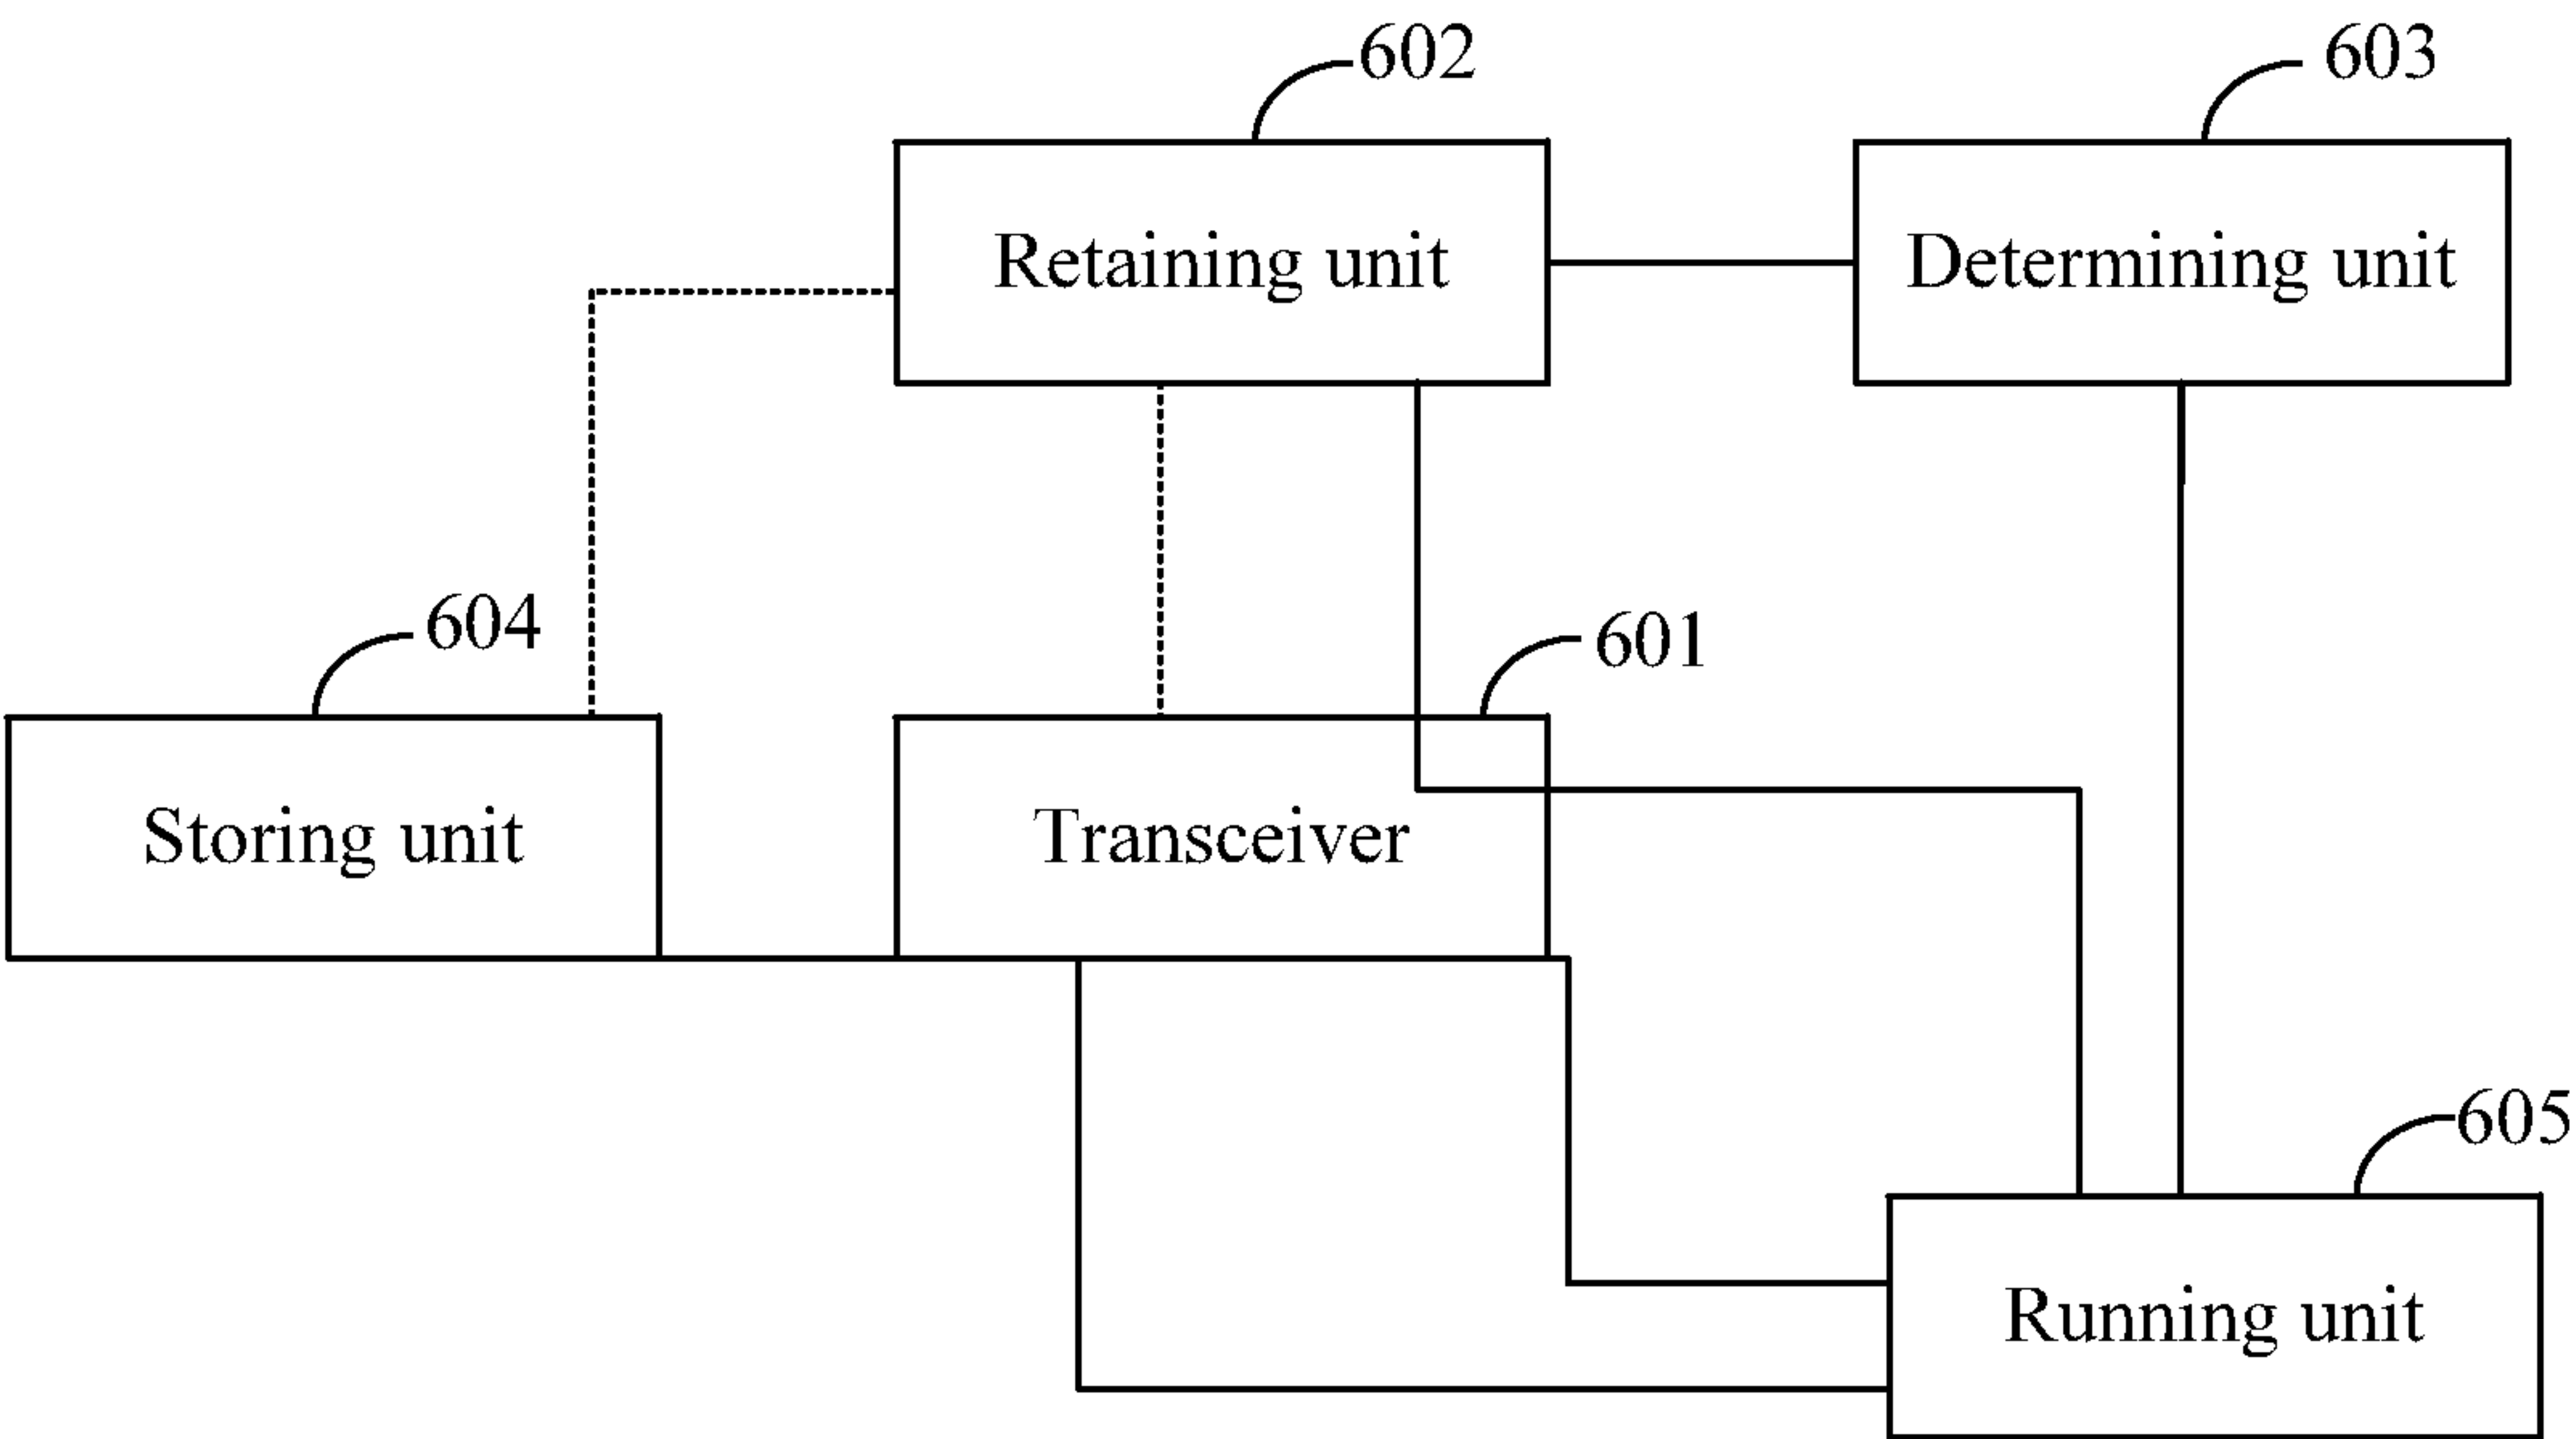 602
603
Retaining unit
Determining unit
604
601
Storing unit
Transceiver
605
Running unit